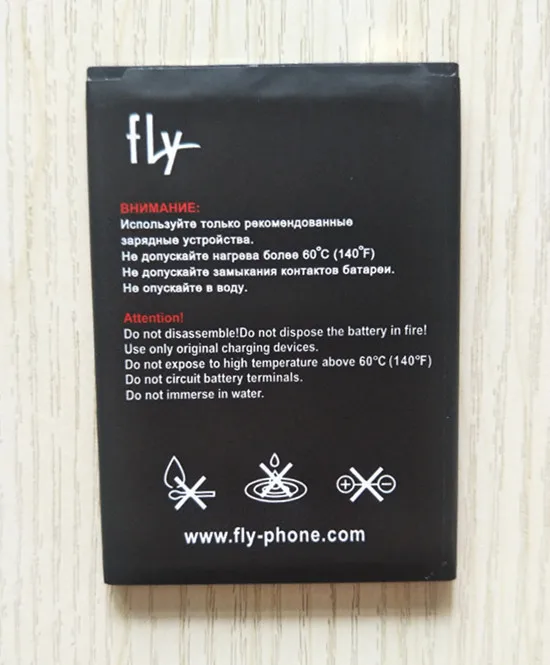 fly
ВНИМАНИЕ:
Используйте только рекомендованные
зарядные устройства.
Не допускайте нагрева более 60°C (140°F)
Не допускайте замыкания контактов батареи.
Не опускайте в воду.
Attention!
Do not disassemble!Do not dispose the battery in fire!
Use only original charging devices.
Do not expose to high temperature above 60°C (140°F)
Do not circuit battery terminals.
Do not immerse in water.
www.fly-phone.com